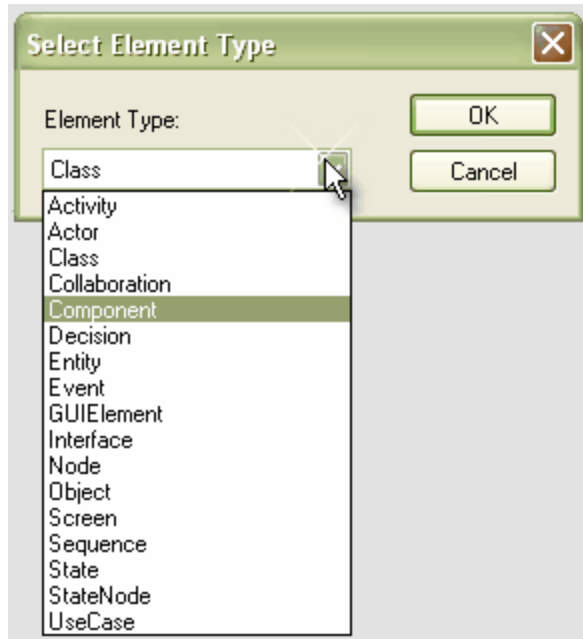 Select Element Type
Element Type:
OK
Class
Cancel
Activity
Actor
Class
Collaboration
Component
Decision
Entity
Event
GUIElement
Interface
Node
Object
Screen
Sequence
State
StateNode
UseCase